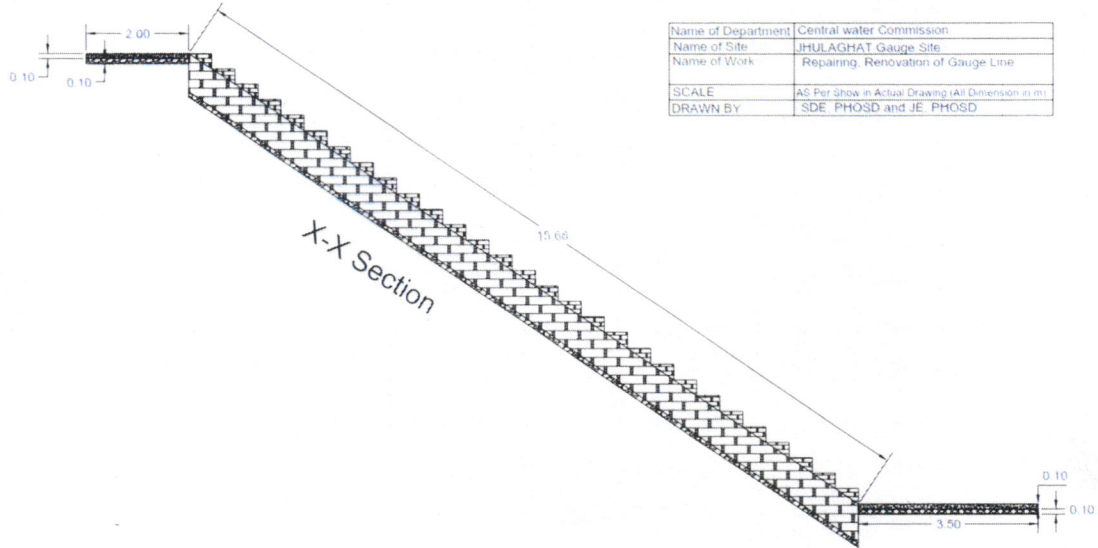 2.00
0.10
0.10
Name of Department Central water Commission
Name of Site JHULAGHAT Gauge Site
Name of Work Repairing, Renovation of Gauge Line
SCALE AS Per Show in Actual Drawing (All Dimension in m)
DRAWN BY SDE, PHOSD and JE, PHOSD
15.68
X-X Section
0.10
0.10
3.50